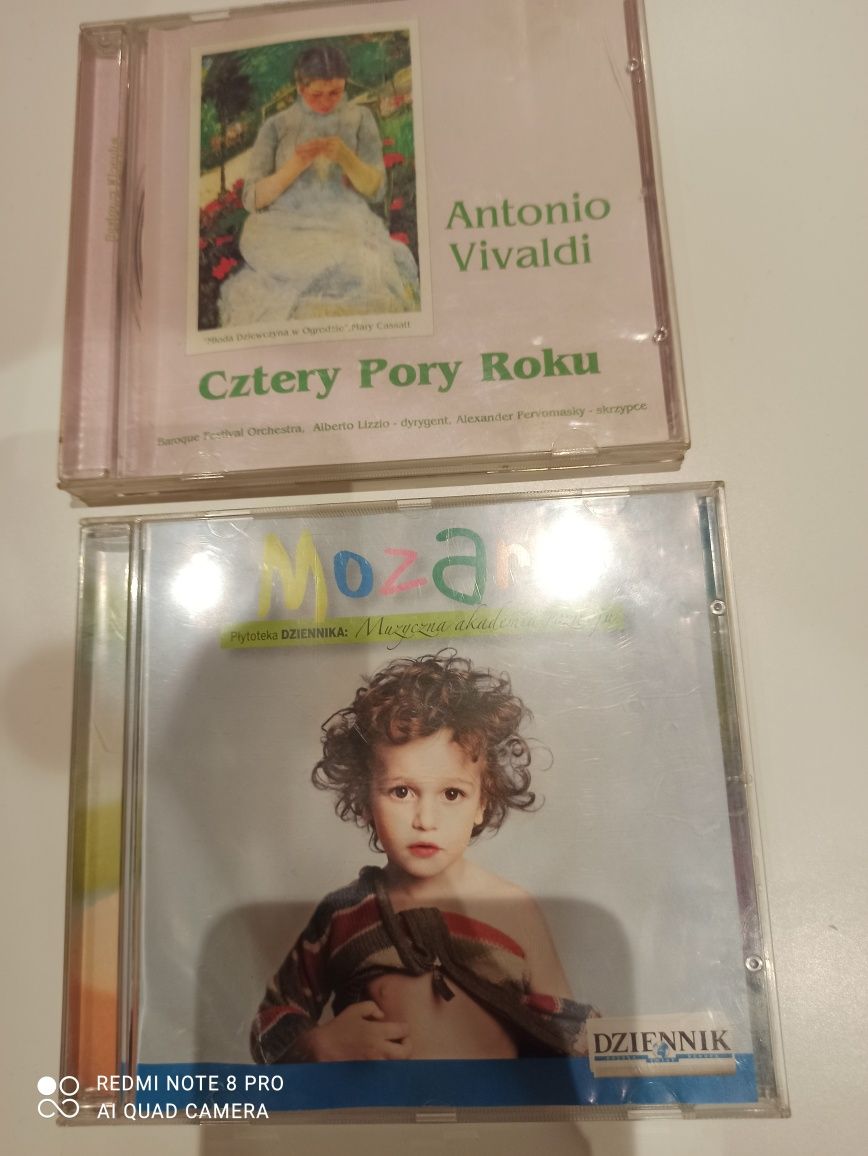 Antonio
Vivaldi
"Młoda Dziewczyna w Ogrodzie", Mary Cassatt
Cztery Pory Roku
Baroque Festival Orchestra, Alberto Lizzio - dyrygent, Alexander Pervomasky - skrzypce
Mozar
Płytoteka DZIENNIKA: Muzyczna akademia
DZIENNIK
REDMI NOTE 8 PRO
AI QUAD CAMERA